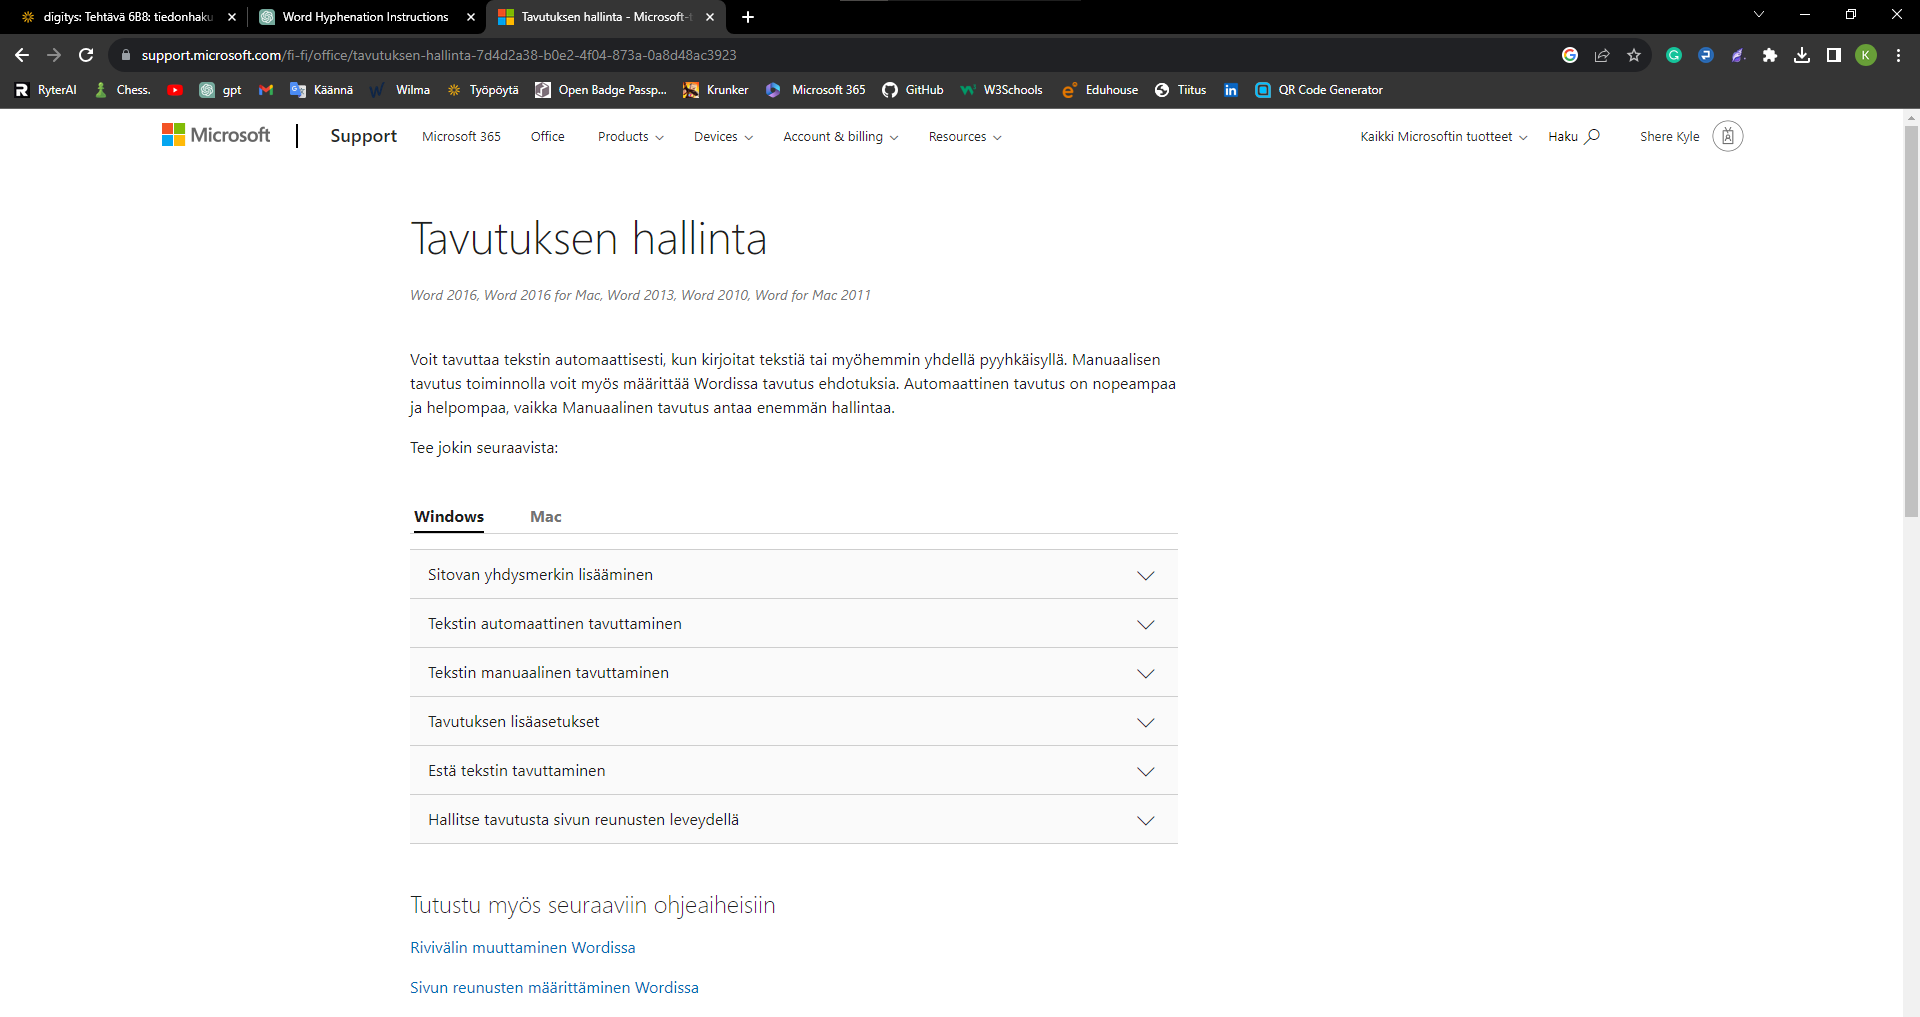 digitys: Tehtävä 6B8: tiedonhaku
Word Hyphenation Instructions
Tavutuksen hallinta - Microsoft-t
support.microsoft.com/fi-fi/office/tavutuksen-hallinta-7d4d2a38-b0e2-4f04-873a-0a8d48ac3923
K
RyterAI
Chess.
gpt
Käännä
Wilma
Työpöytä
Open Badge Passp...
Krunker
Microsoft 365
GitHub
W3Schools
Eduhouse
Tiitus
QR Code Generator
Microsoft
Support
Microsoft 365
Office
Products
Devices
Account & billing
Resources
Kaikki Microsoftin tuotteet
Haku
Shere Kyle
Tavutuksen hallinta
Word 2016, Word 2016 for Mac, Word 2013, Word 2010, Word for Mac 2011
Voit tavuttaa tekstin automaattisesti, kun kirjoitat tekstiä tai myöhemmin yhdellä pyyhkäisyllä. Manuaalisen
tavutus toiminnolla voit myös määrittää Wordissa tavutus ehdotuksia. Automaattinen tavutus on nopeampaa
ja helpompaa, vaikka Manuaalinen tavutus antaa enemmän hallintaa.
Tee jokin seuraavista:
Windows
Mac
Sitovan yhdysmerkin lisääminen
Tekstin automaattinen tavuttaminen
Tekstin manuaalinen tavuttaminen
Tavutuksen lisäasetukset
Estä tekstin tavuttaminen
Hallitse tavutusta sivun reunusten leveydellä
Tutustu myös seuraaviin ohjeaiheisiin
Rivivälin muuttaminen Wordissa
Sivun reunusten määrittäminen Wordissa